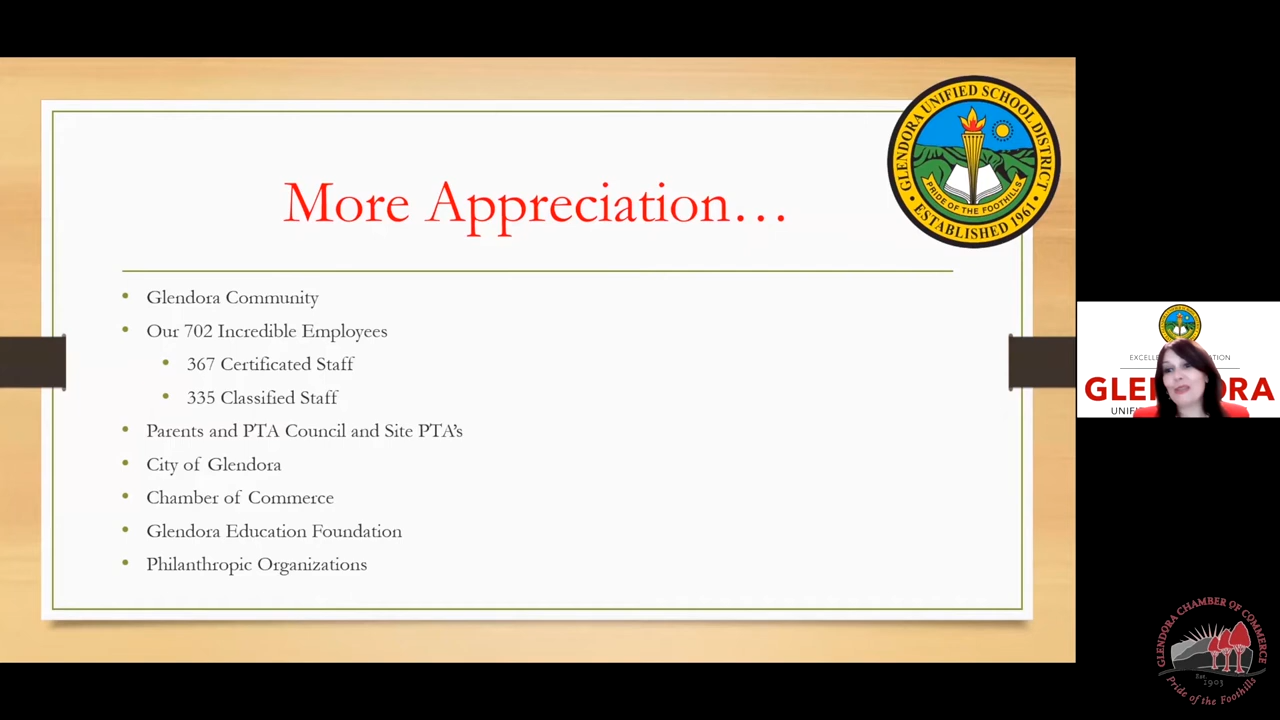 More Appreciation…
GLENDORA UNIFIED SCHOOL DISTRICT
PRIDE OF THE FOOTHILLS
• ESTABLISHED 1961 •
• Glendora Community
• Our 702 Incredible Employees
• 367 Certificated Staff
• 335 Classified Staff
• Parents and PTA Council and Site PTA's
• City of Glendora
• Chamber of Commerce
• Glendora Education Foundation
• Philanthropic Organizations
GLENDORA CHAMBER OF COMMERCE
Est. 1903
Pride of the Foothills